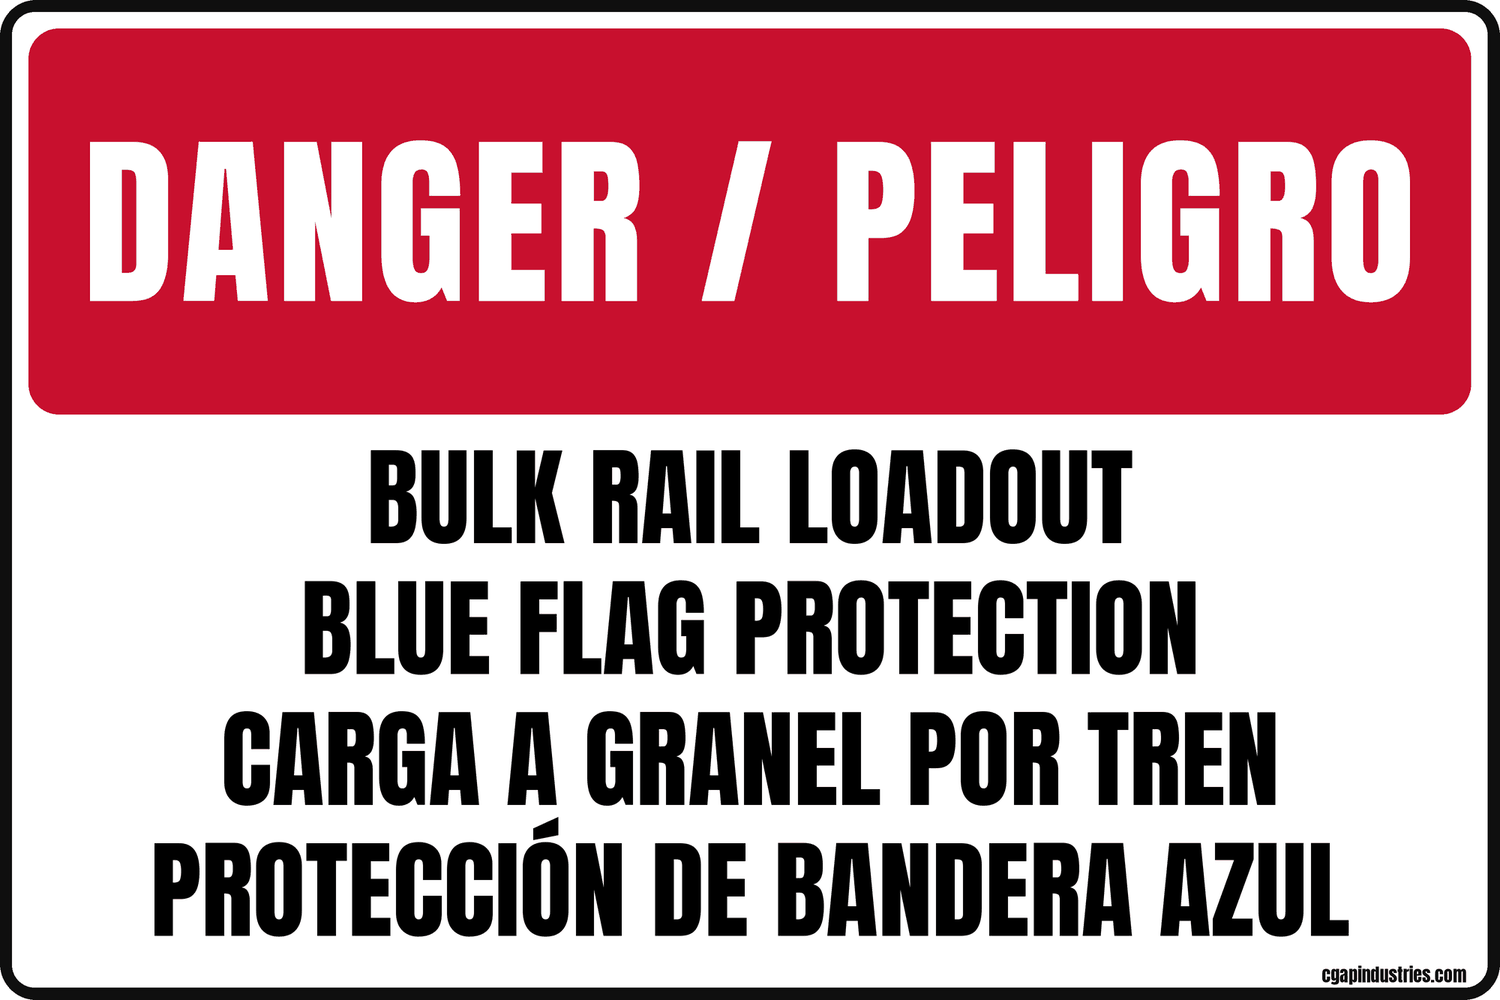 DANGER / PELIGRO
BULK RAIL LOADOUT
BLUE FLAG PROTECTION
CARGA A GRANEL POR TREN
PROTECCIÓN DE BANDERA AZUL
cgapindustries.com